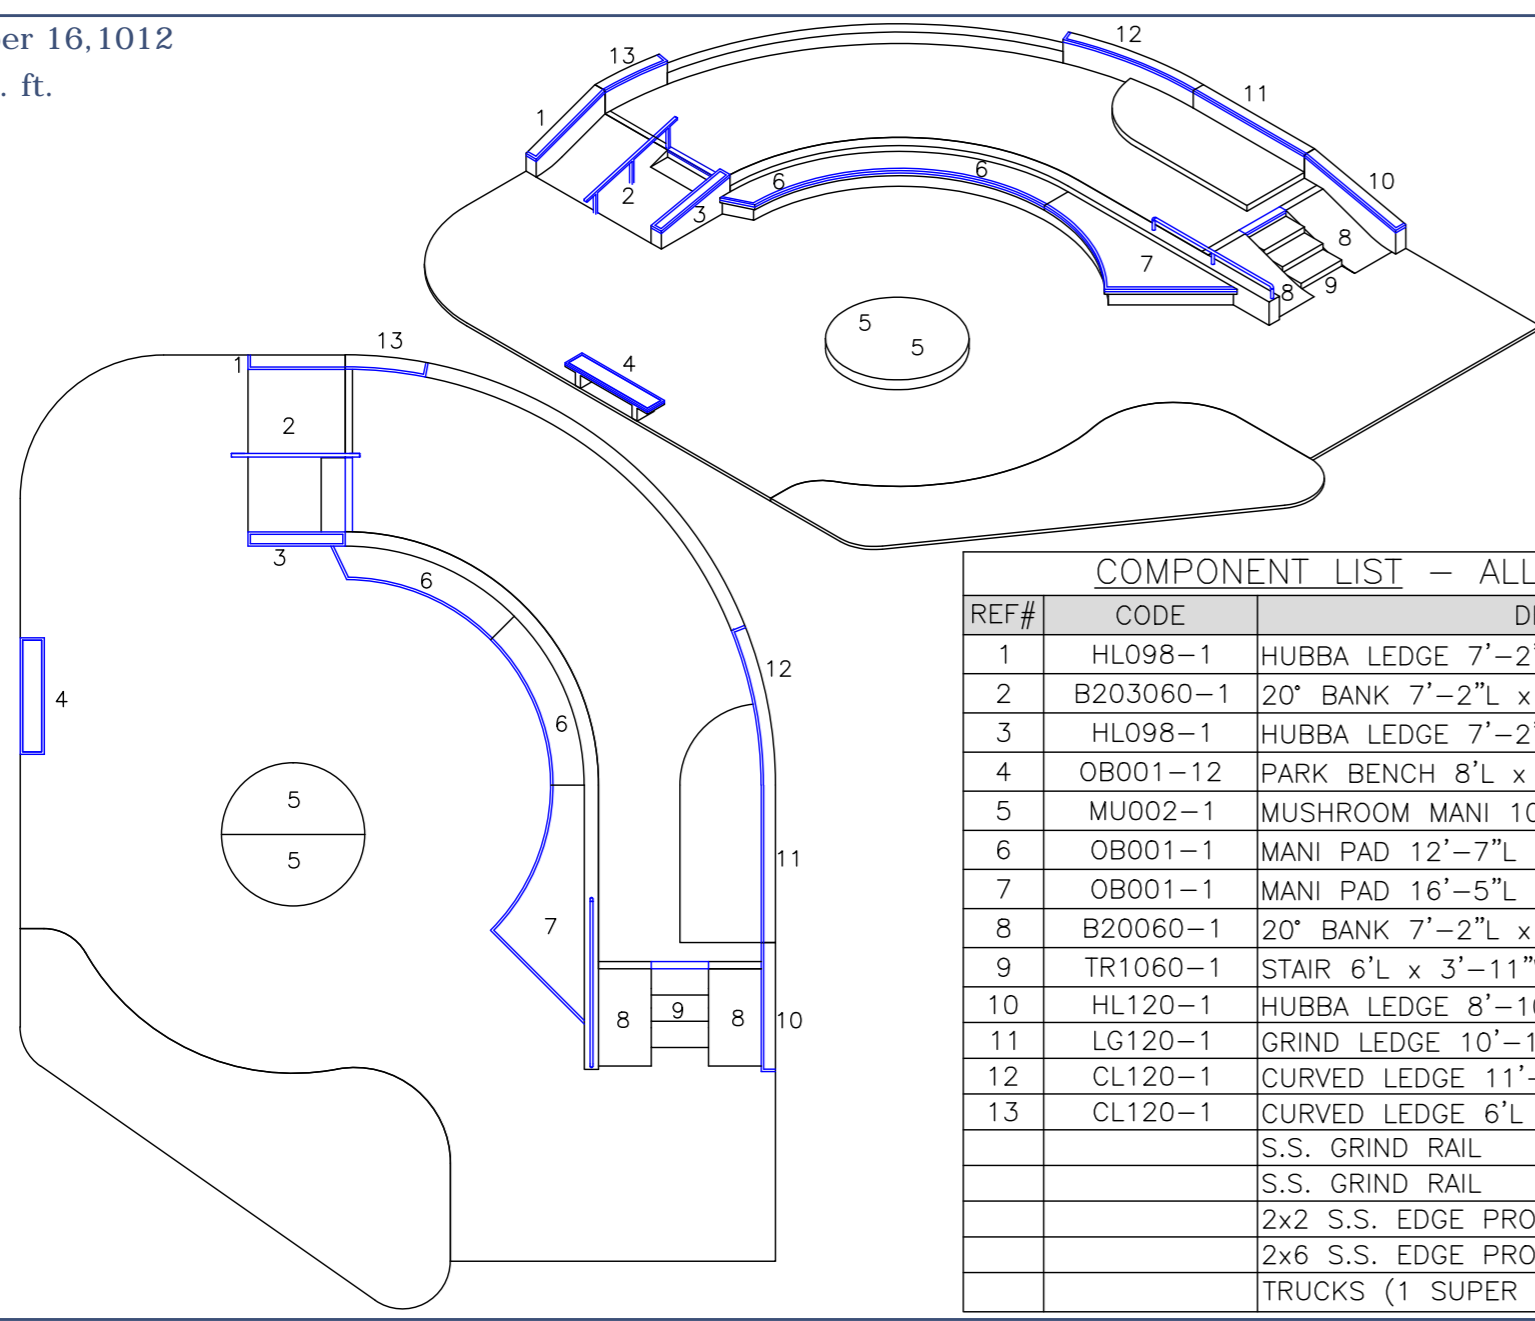 er 16,1012
. ft.
12
13
11
1
6
6
10
2
3
8
7
8
9
5
5
4
13
1
2
3
6
12
4
6
5
5
11
7
8
9
8
10
COMPONENT LIST – ALL
REF# CODE
1 HL098–1 HUBBA LEDGE 7'–2"
2 B203060–1 20° BANK 7'–2"L x
3 HL098–1 HUBBA LEDGE 7'–2"
4 OB001–12 PARK BENCH 8'L x
5 MU002–1 MUSHROOM MANI 10
6 OB001–1 MANI PAD 12'–7"L
7 OB001–1 MANI PAD 16'–5"L
8 B20060–1 20° BANK 7'–2"L x
9 TR1060–1 STAIR 6'L x 3'–11"
10 HL120–1 HUBBA LEDGE 8'–10
11 LG120–1 GRIND LEDGE 10'–1
12 CL120–1 CURVED LEDGE 11'–
13 CL120–1 CURVED LEDGE 6'L
S.S. GRIND RAIL
S.S. GRIND RAIL
2x2 S.S. EDGE PRO
2x6 S.S. EDGE PRO
TRUCKS (1 SUPER